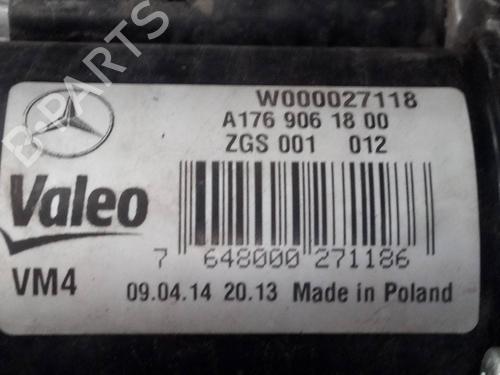 B-PARTS
W000027118
A176 906 18 00
ZGS 001 012
Valeo
7 648000 271186
VM4
09.04.14 20.13 Made in Poland